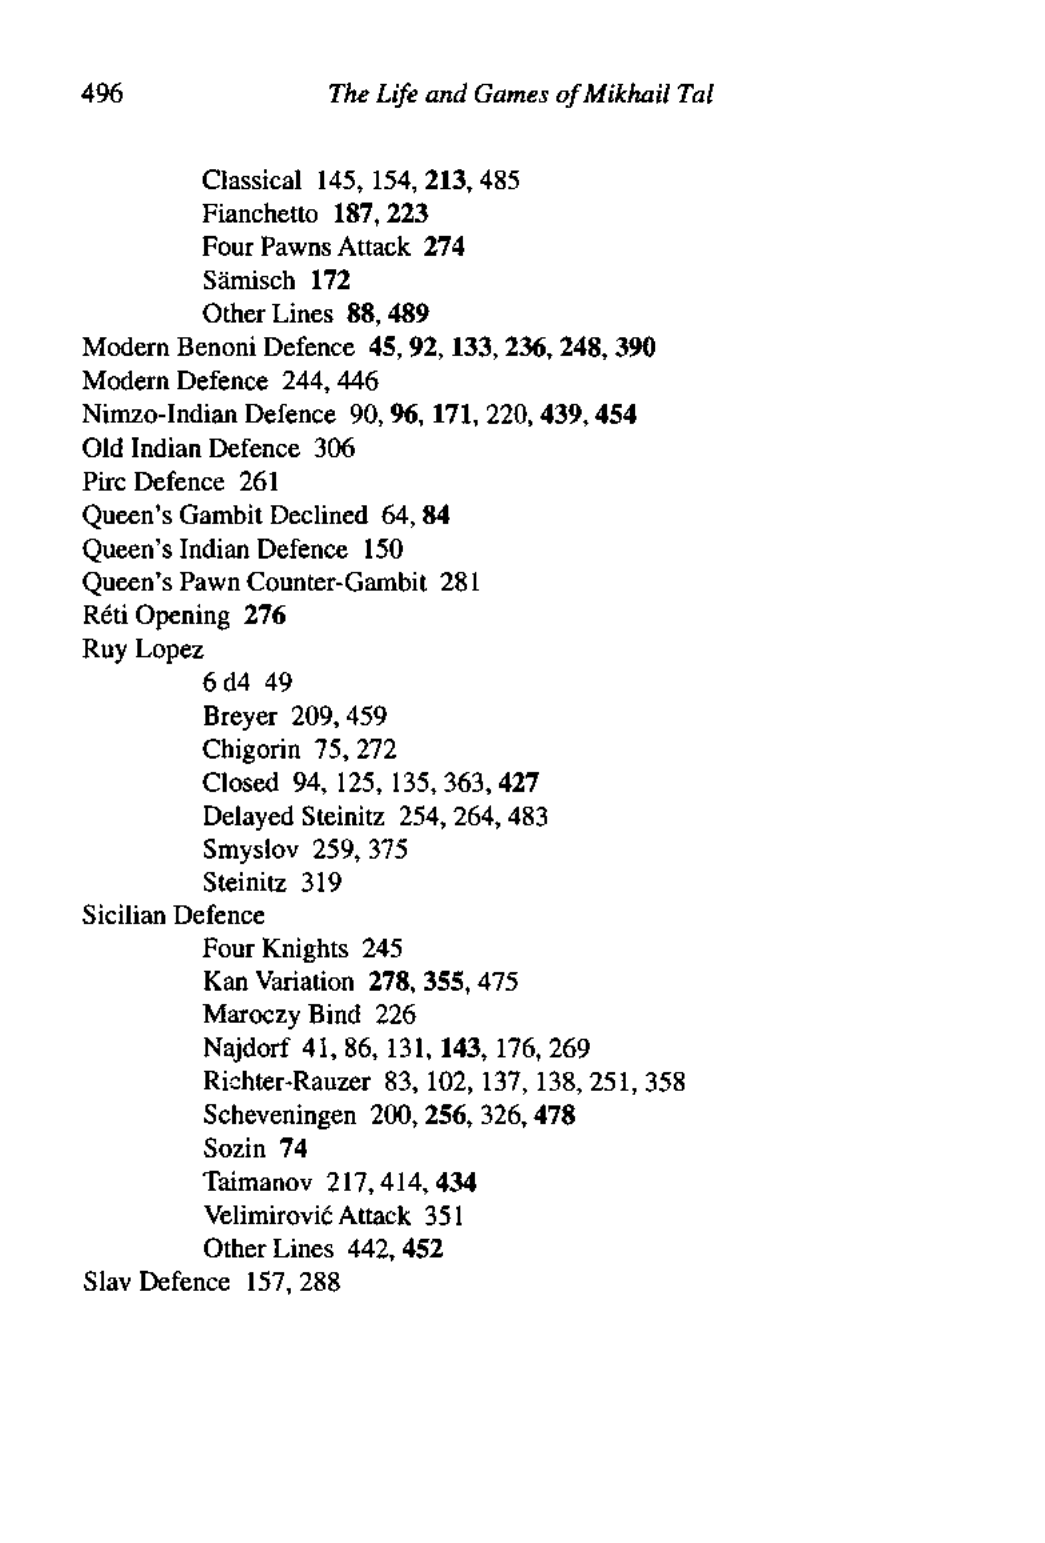 496 The Life and Games of Mikhail Tal
Classical 145, 154, 213, 485
Fianchetto 187, 223
Four Pawns Attack 274
Sämisch 172
Other Lines 88, 489
Modern Benoni Defence 45, 92, 133, 236, 248, 390
Modern Defence 244, 446
Nimzo-Indian Defence 90, 96, 171, 220, 439, 454
Old Indian Defence 306
Pirc Defence 261
Queen's Gambit Declined 64, 84
Queen's Indian Defence 150
Queen's Pawn Counter-Gambit 281
Réti Opening 276
Ruy Lopez
6 d4 49
Breyer 209, 459
Chigorin 75, 272
Closed 94, 125, 135, 363, 427
Delayed Steinitz 254, 264, 483
Smyslov 259, 375
Steinitz 319
Sicilian Defence
Four Knights 245
Kan Variation 278, 355, 475
Maroczy Bind 226
Najdorf 41, 86, 131, 143, 176, 269
Richter-Rauzer 83, 102, 137, 138, 251, 358
Scheveningen 200, 256, 326, 478
Sozin 74
Taimanov 217, 414, 434
Velimirović Attack 351
Other Lines 442, 452
Slav Defence 157, 288